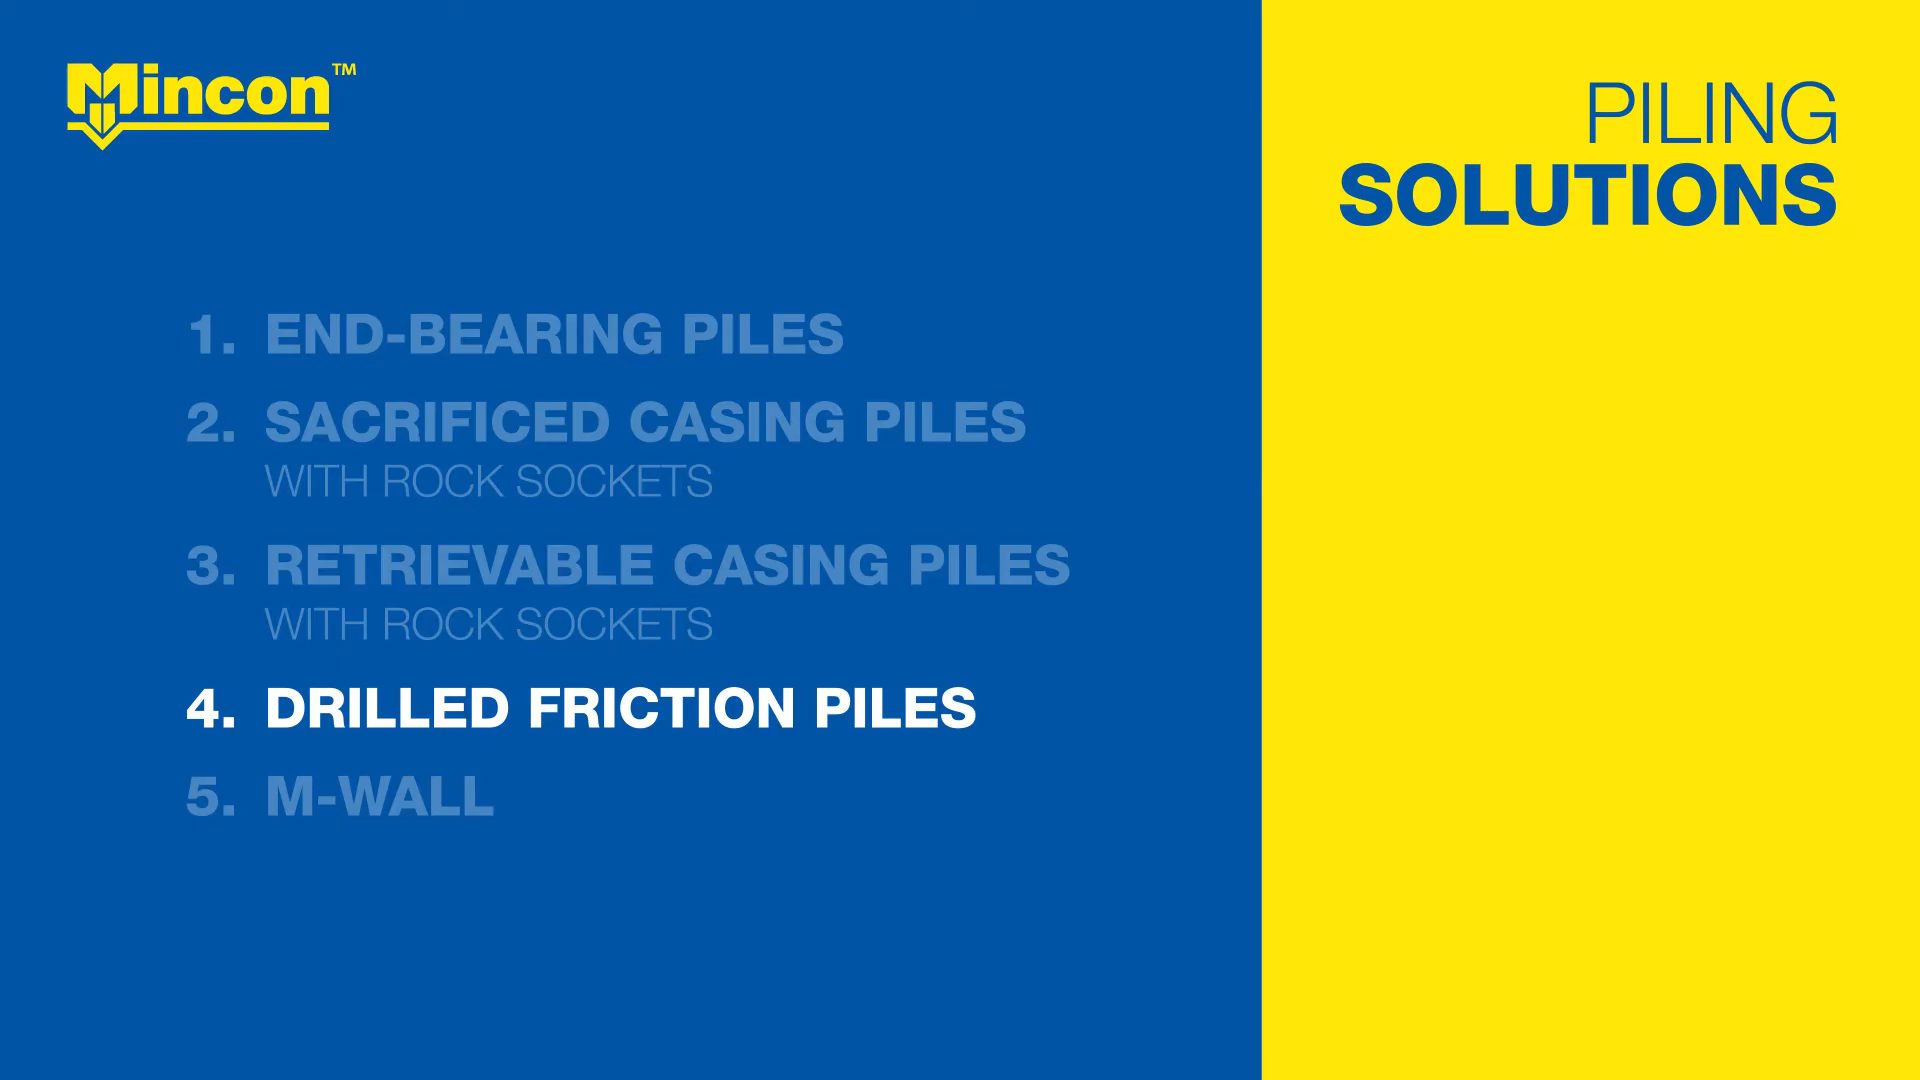 Mincon™
PILING
SOLUTIONS
1. END-BEARING PILES
2. SACRIFICED CASING PILES
WITH ROCK SOCKETS
3. RETRIEVABLE CASING PILES
WITH ROCK SOCKETS
4. DRILLED FRICTION PILES
5. M-WALL